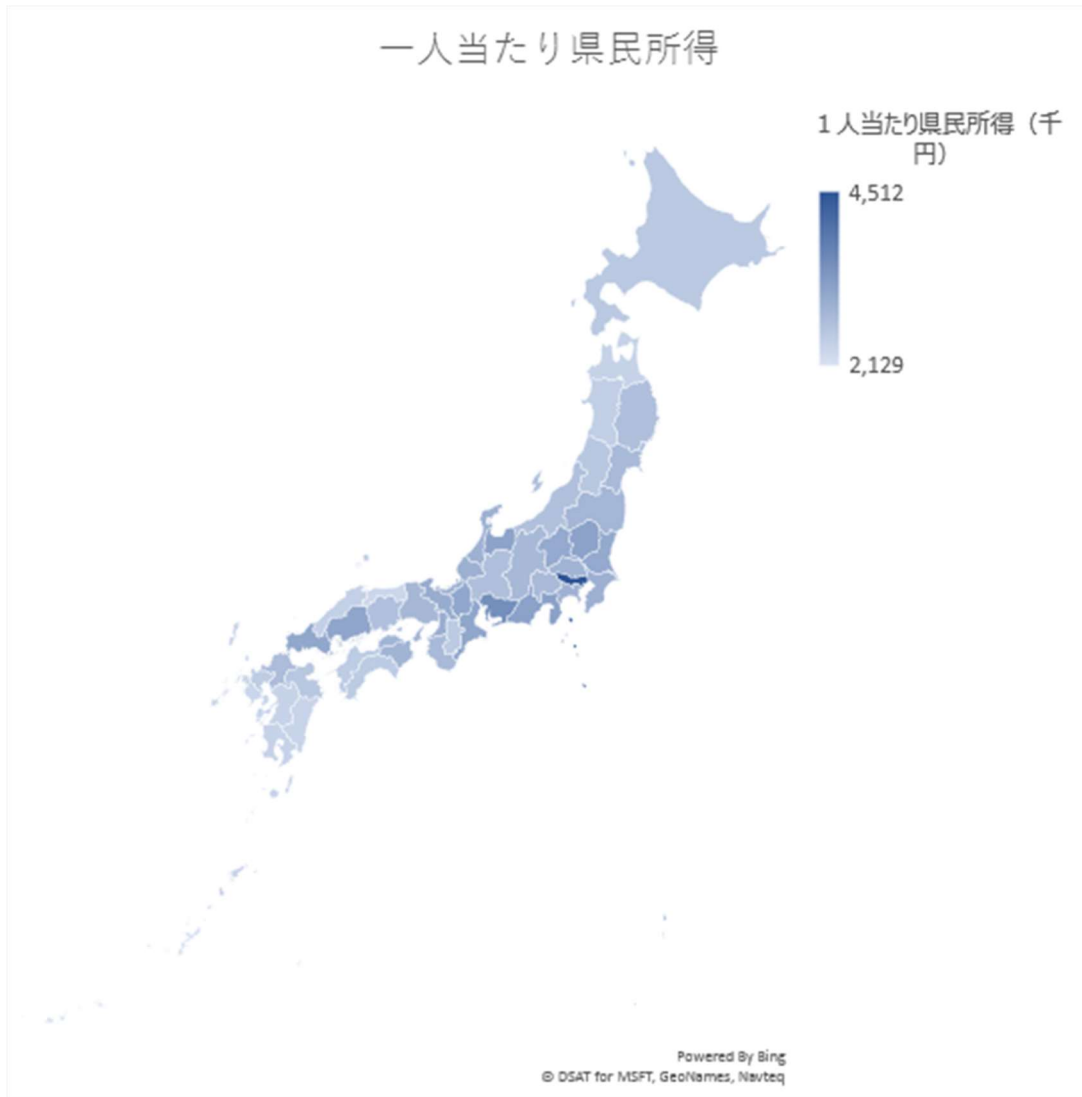 一人当たり県民所得
1 人当たり県民所得（千
円）
4,512
2,129
Powered By Bing
© DSAT for MSFT, GeoNames, Navteq